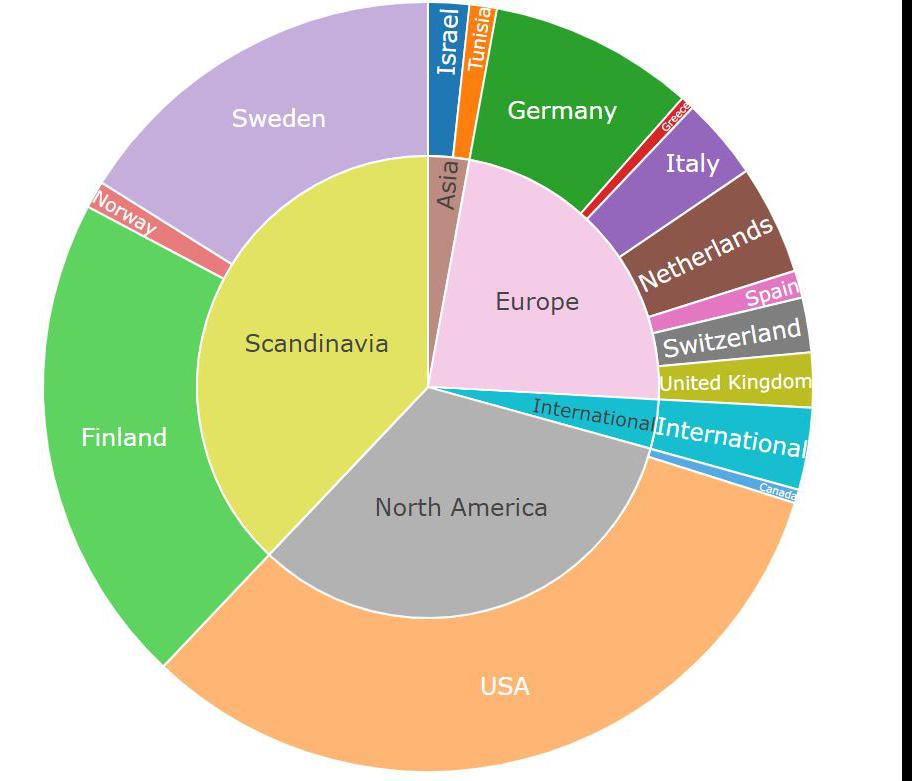 Israel
Tunisia
Germany
Greece
Italy
Netherlands
Spain
Switzerland
United Kingdom
International
Canada
USA
Finland
Norway
Sweden
Asia
Europe
International
North America
Scandinavia